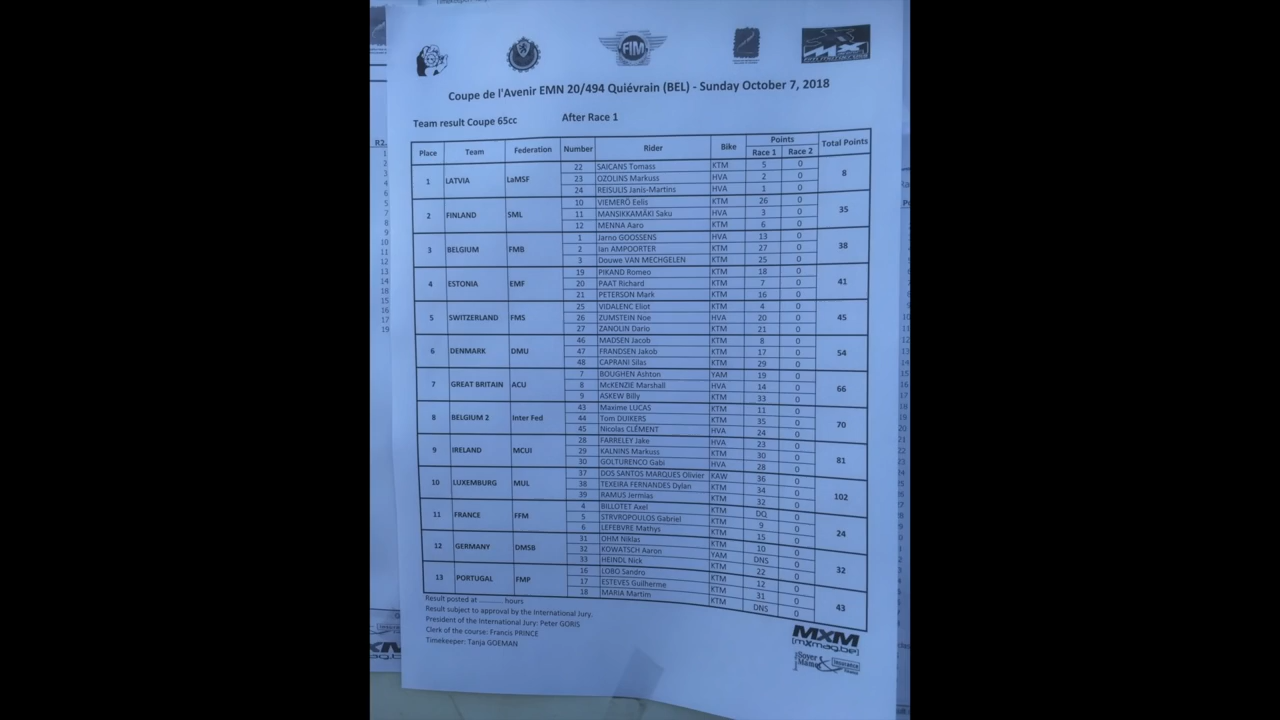 FIM
MX
Coupe de l'Avenir EMN 20/494 Quiévrain (BEL) - Sunday October 7, 2018
Team result Coupe 65cc After Race 1
Place Team Federation Number Rider Bike Points Total Points
Race 1 Race 2
1 LATVIA LaMSF 22 SAICANS Tomass KTM 5 0 8
23 OZOLINS Markuss HVA 2 0
24 REISULIS Janis-Martins HVA 1 0
2 FINLAND SML 10 VIEMERÖ Eelis KTM 26 0 35
11 MANSIKKAMÄKI Saku HVA 3 0
12 MENNA Aaro KTM 6 0
3 BELGIUM FMB 1 Jarno GOOSSENS HVA 13 0 38
2 Ian AMPOORTER KTM 27 0
3 Douwe VAN MECHGELEN KTM 25 0
4 ESTONIA EMF 19 PIKAND Romeo KTM 18 0 41
20 PAAT Richard KTM 7 0
21 PETERSON Mark KTM 16 0
5 SWITZERLAND FMS 25 VIDALENC Eliot KTM 4 0 45
26 ZUMSTEIN Noe HVA 20 0
27 ZANOLIN Dario KTM 21 0
6 DENMARK DMU 46 MADSEN Jacob KTM 8 0 54
47 FRANDSEN Jakob KTM 17 0
48 CAPRANI Silas KTM 29 0
7 GREAT BRITAIN ACU 7 BOUGHEN Ashton YAM 19 0 66
8 McKENZIE Marshall HVA 14 0
9 ASKEW Billy KTM 33 0
8 BELGIUM 2 Inter Fed 43 Maxime LUCAS KTM 11 0 70
44 Tom DUIKERS KTM 35 0
45 Nicolas CLÉMENT HVA 24 0
9 IRELAND MCUI 28 FARRELEY Jake HVA 23 0 81
29 KALNINS Markuss KTM 30 0
30 GOLTURENCO Gabi HVA 28 0
10 LUXEMBURG MUL 37 DOS SANTOS MARQUES Olivier KAW 36 0 102
38 TEXEIRA FERNANDES Dylan KTM 34 0
39 RAMUS Jermias KTM 32 0
11 FRANCE FFM 4 BILLOTET Axel KTM DQ 0 24
5 STRVROPOULOS Gabriel KTM 9 0
6 LEFEBVRE Mathys KTM 15 0
12 GERMANY DMSB 31 OHM Niklas KTM 10 0 32
32 KOWATSCH Aaron YAM DNS 0
33 HEINDL Nick KTM 22 0
13 PORTUGAL FMP 16 LOBO Sandro KTM 12 0 43
17 ESTEVES Guilherme KTM 31 0
18 MARIA Martim KTM DNS 0
Result posted at ............ hours
Result subject to approval by the International Jury.
President of the International Jury: Peter GORIS
Clerk of the course: Francis PRINCE
Timekeeper: Tanja GOEMAN
MXM
[mxmag.be]
Soyer &
Mamet